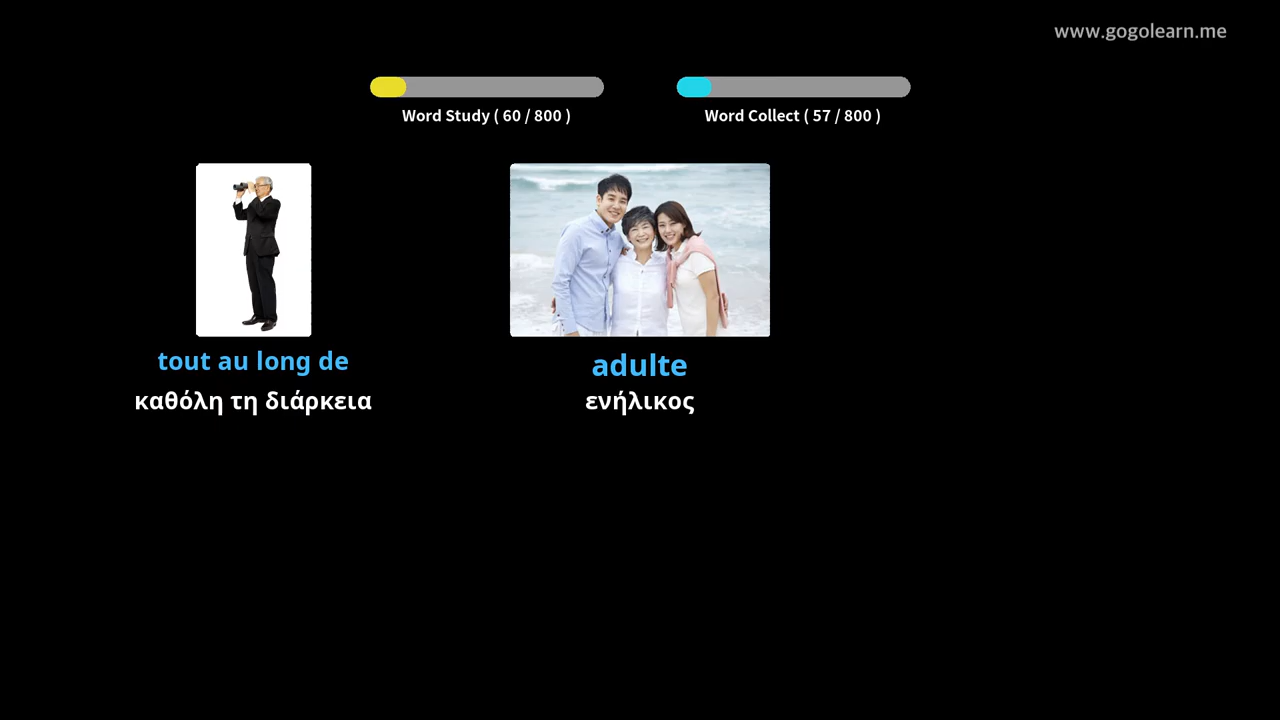 www.gogolearn.me
Word Study ( 60 / 800 )
Word Collect ( 57 / 800 )
tout au long de
καθόλη τη διάρκεια
adulte
ενήλικος